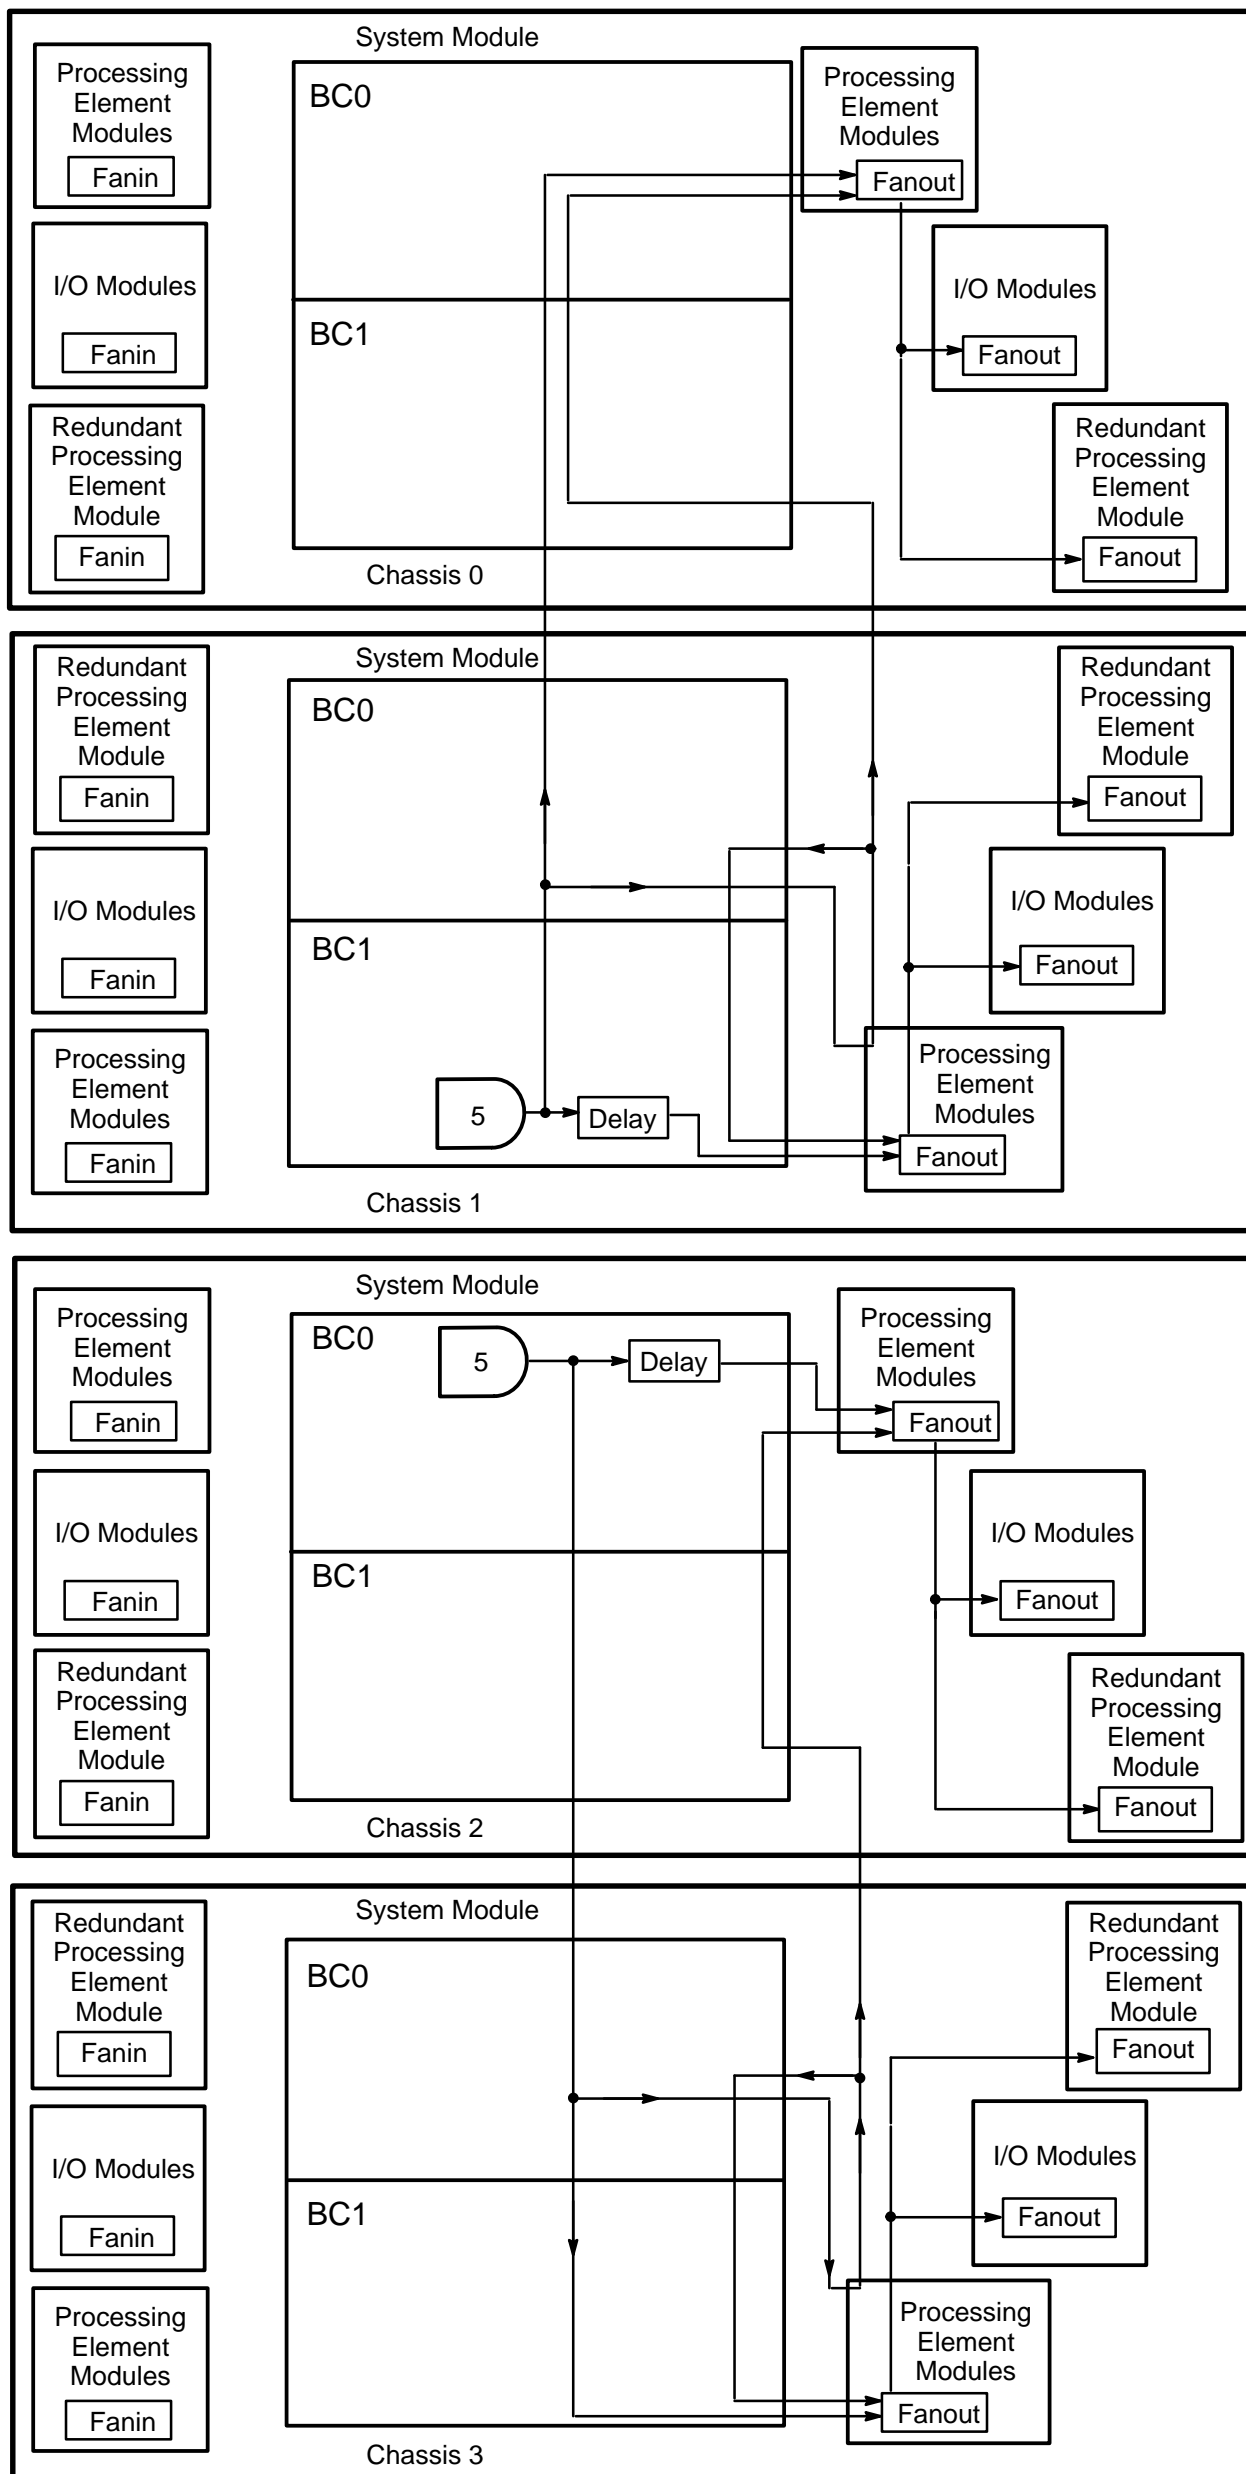 System Module
Processing
Element
Modules
Fanin
I/O Modules
Fanin
Redundant
Processing
Element
Module
Fanin
BC0
BC1
Processing
Element
Modules
Fanout
I/O Modules
Fanout
Redundant
Processing
Element
Module
Fanout
Chassis 0
System Module
Redundant
Processing
Element
Module
Fanin
I/O Modules
Fanin
Processing
Element
Modules
Fanin
BC0
BC1
5
Delay
Redundant
Processing
Element
Module
Fanout
I/O Modules
Fanout
Processing
Element
Modules
Fanout
Chassis 1
System Module
Processing
Element
Modules
Fanin
I/O Modules
Fanin
Redundant
Processing
Element
Module
Fanin
BC0
5
Delay
BC1
Processing
Element
Modules
Fanout
I/O Modules
Fanout
Redundant
Processing
Element
Module
Fanout
Chassis 2
System Module
Redundant
Processing
Element
Module
Fanin
I/O Modules
Fanin
Processing
Element
Modules
Fanin
BC0
BC1
Redundant
Processing
Element
Module
Fanout
I/O Modules
Fanout
Processing
Element
Modules
Fanout
Chassis 3